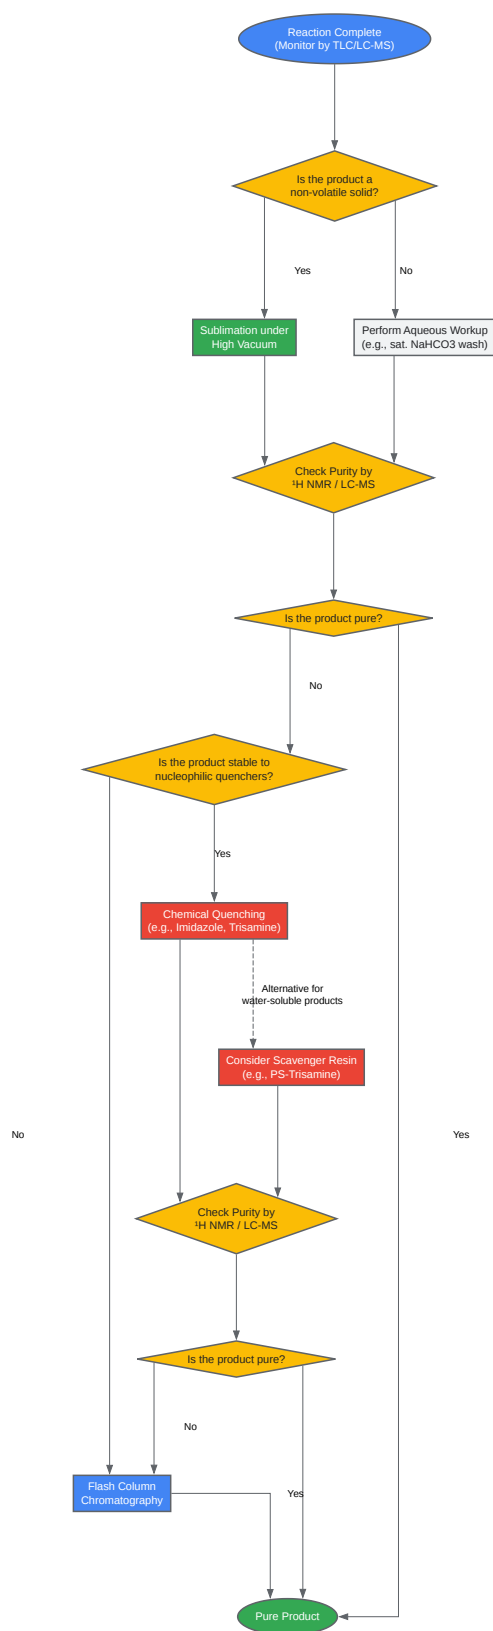 Reaction Complete
(Monitor by TLC/LC-MS)
Is the product a
non-volatile solid?
Yes
No
Sublimation under
High Vacuum
Perform Aqueous Workup
(e.g., sat. NaHCO3 wash)
Check Purity by
¹H NMR / LC-MS
Is the product pure?
No
Is the product stable to
nucleophilic quenchers?
Yes
Chemical Quenching
(e.g., Imidazole, Trisamine)
Alternative for
water-soluble products
Consider Scavenger Resin
(e.g., PS-Trisamine)
No
Yes
Check Purity by
¹H NMR / LC-MS
Is the product pure?
No
Flash Column
Chromatography
Yes
Pure Product